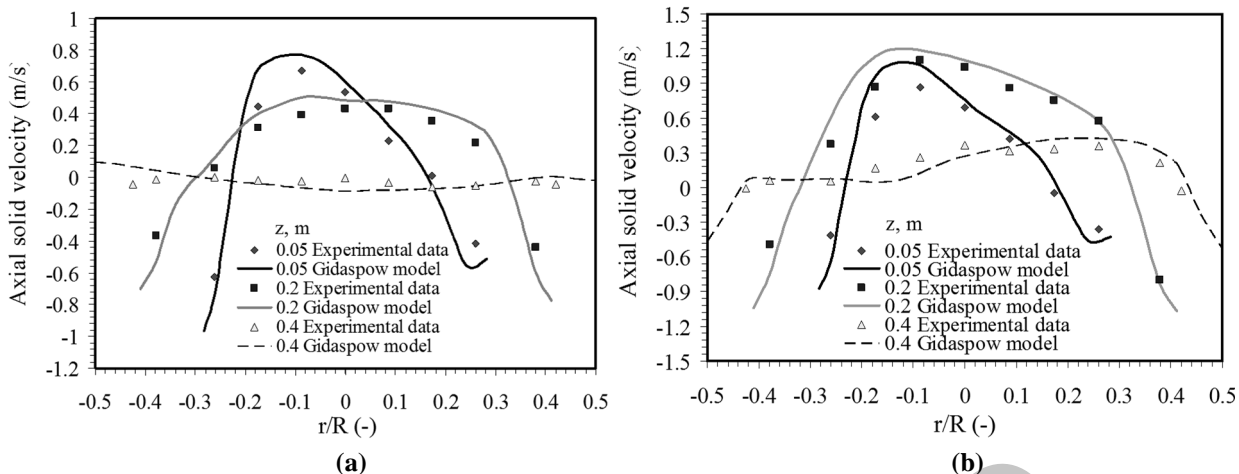 Axial solid velocity (m/s)
1
0.8
0.6
0.4
0.2
0
-0.2
-0.4
-0.6
-0.8
-1
-1.2
z, m
0.05 Experimental data
0.05 Gidaspow model
0.2 Experimental data
0.2 Gidaspow model
0.4 Experimental data
0.4 Gidaspow model
-0.5 -0.4 -0.3 -0.2 -0.1 0 0.1 0.2 0.3 0.4 0.5
r/R (-)
(a)
Axial solid velocity (m/s)
1.5
1.2
0.9
0.6
0.3
0
-0.3
-0.6
-0.9
-1.2
-1.5
z, m
0.05 Experimental data
0.05 Gidaspow model
0.2 Experimental data
0.2 Gidaspow model
0.4 Experimental data
0.4 Gidaspow model
-0.5 -0.4 -0.3 -0.2 -0.1 0 0.1 0.2 0.3 0.4 0.5
r/R (-)
(b)